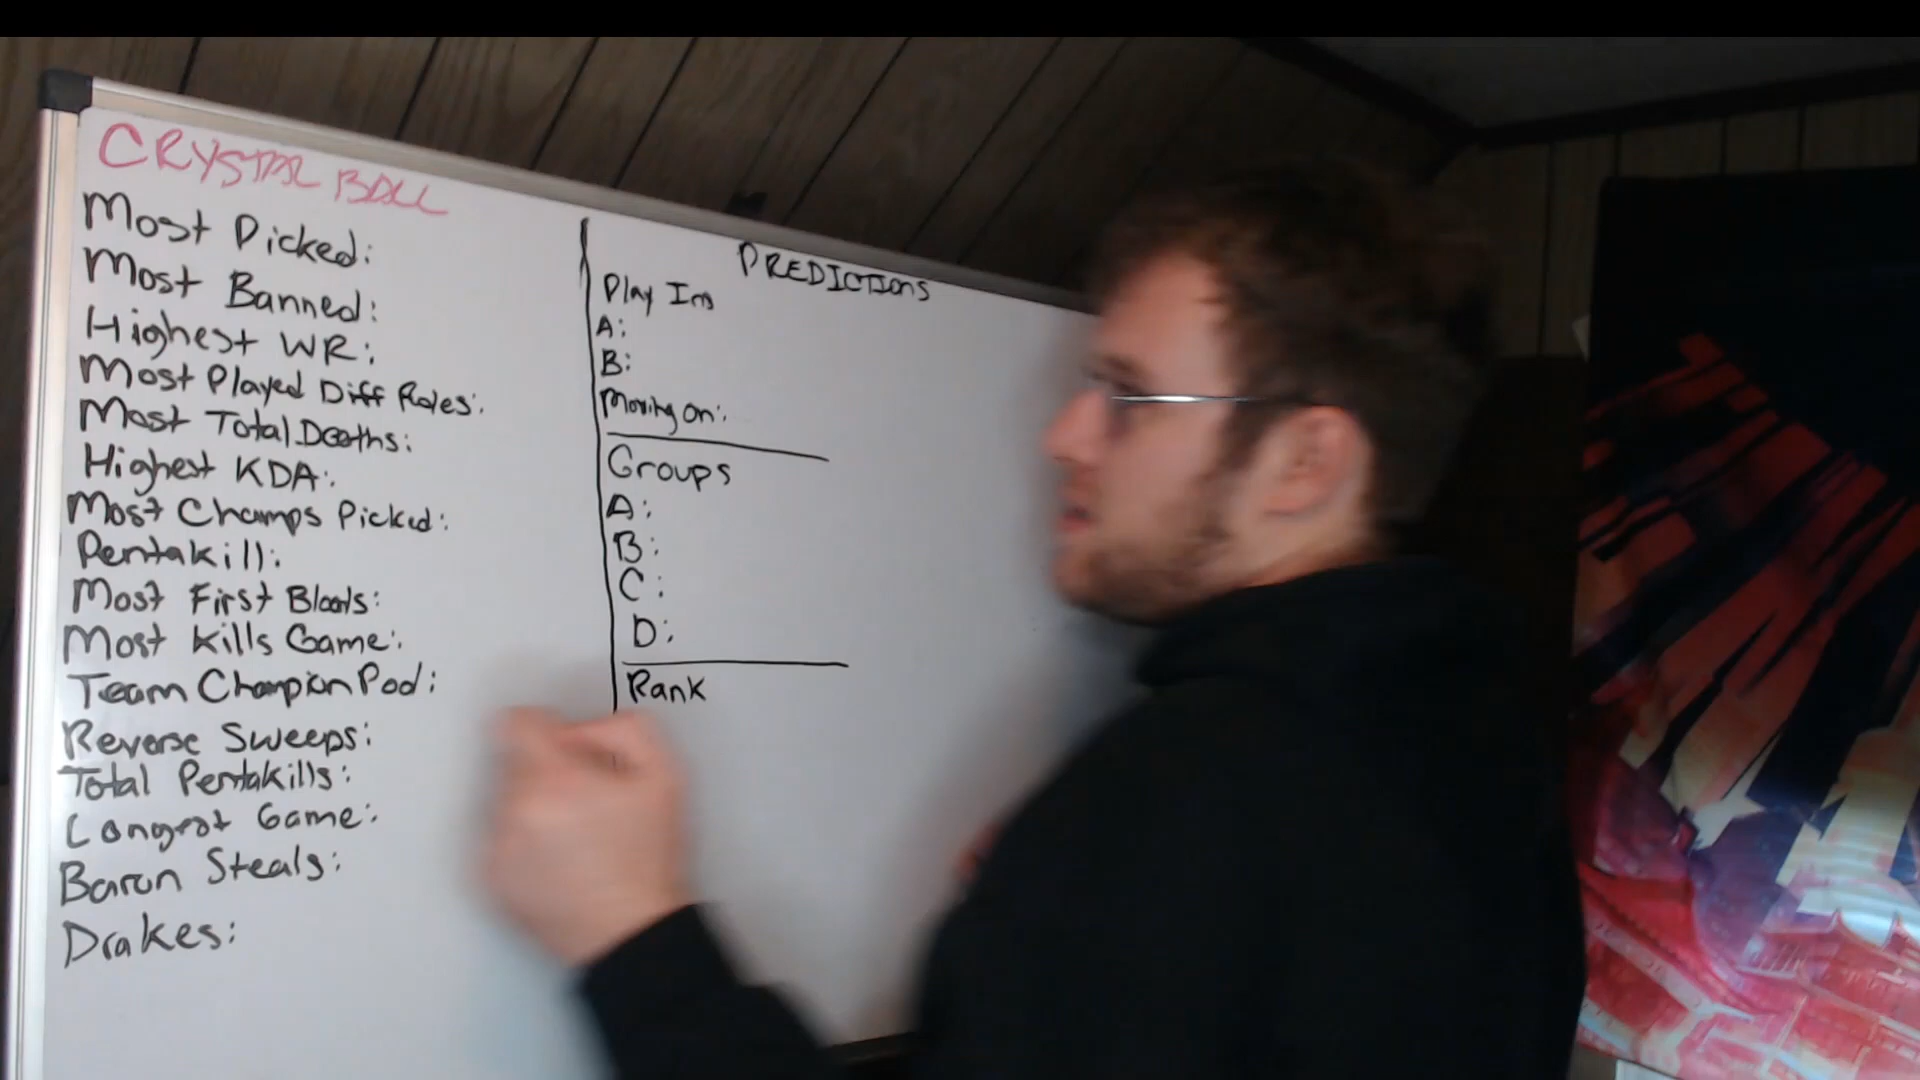 CRYSTAL BALL
Most Picked:
Most Banned:
Highest WR:
Most Played Diff Roles:
Most Total Deaths:
Highest KDA:
Most Champs Picked:
Pentakill:
Most First Bloods:
Most Kills Game:
Team Champion Pod:
Reverse Sweeps:
Total Pentakills:
Longest Game:
Baron Steals:
Drakes:
PREDICTIONS
Play Ins
A:
B:
Moving on:
Groups
A:
B:
C:
D:
Rank